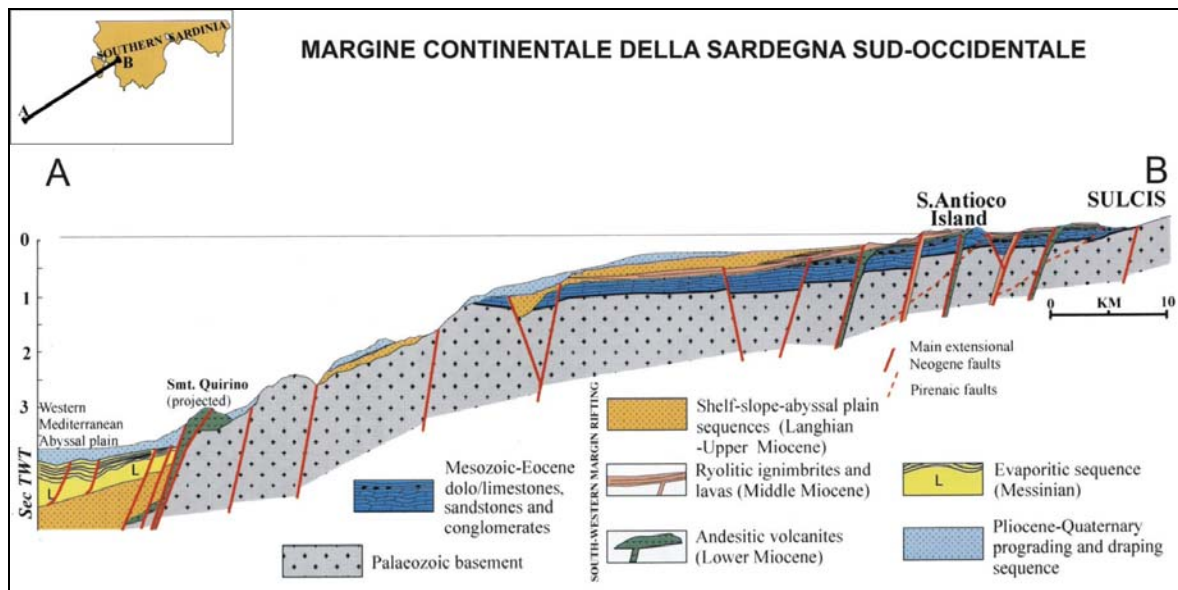 SOUTHERN SARDINIA
B
A
MARGINE CONTINENTALE DELLA SARDEGNA SUD-OCCIDENTALE
A
B
S.Antioco
Island
SULCIS
0
1
2
3
Sec TWT
Smt. Quirino
(projected)
Western
Mediterranean
Abyssal plain
L
L
0 KM 10
Main extensional
Neogene faults
Pirenaic faults
Mesozoic-Eocene
dolo/limestones,
sandstones and
conglomerates
Palaeozoic basement
SOUTH-WESTERN MARGIN RIFTING
Shelf-slope-abyssal plain
sequences (Langhian
-Upper Miocene)
Ryolitic ignimbrites and
lavas (Middle Miocene)
Andesitic volcanites
(Lower Miocene)
L
Evaporitic sequence
(Messinian)
Pliocene-Quaternary
prograding and draping
sequence